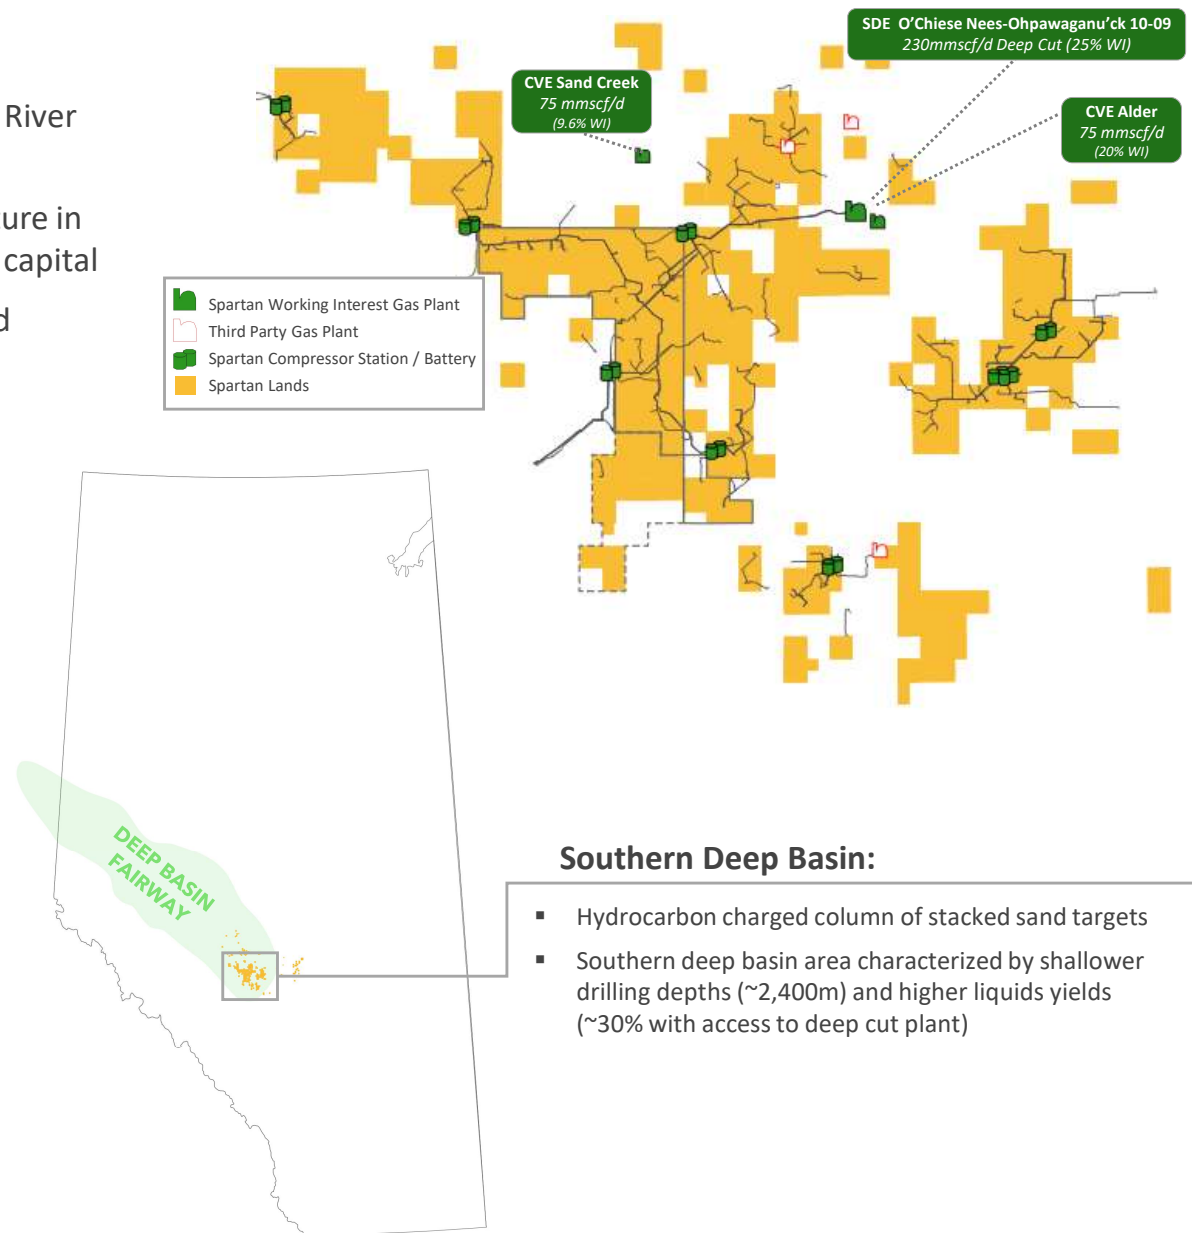 River
ture in
capital
d
SDE O'Chiese Nees-Ohpawaganu'ck 10-09
230mmscf/d Deep Cut (25% WI)
CVE Sand Creek
75 mmscf/d
(9.6% WI)
CVE Alder
75 mmscf/d
(20% WI)
Spartan Working Interest Gas Plant
Third Party Gas Plant
Spartan Compressor Station / Battery
Spartan Lands
DEEP BASIN
FAIRWAY
Southern Deep Basin:
▪ Hydrocarbon charged column of stacked sand targets
▪ Southern deep basin area characterized by shallower
drilling depths (~2,400m) and higher liquids yields
(~30% with access to deep cut plant)